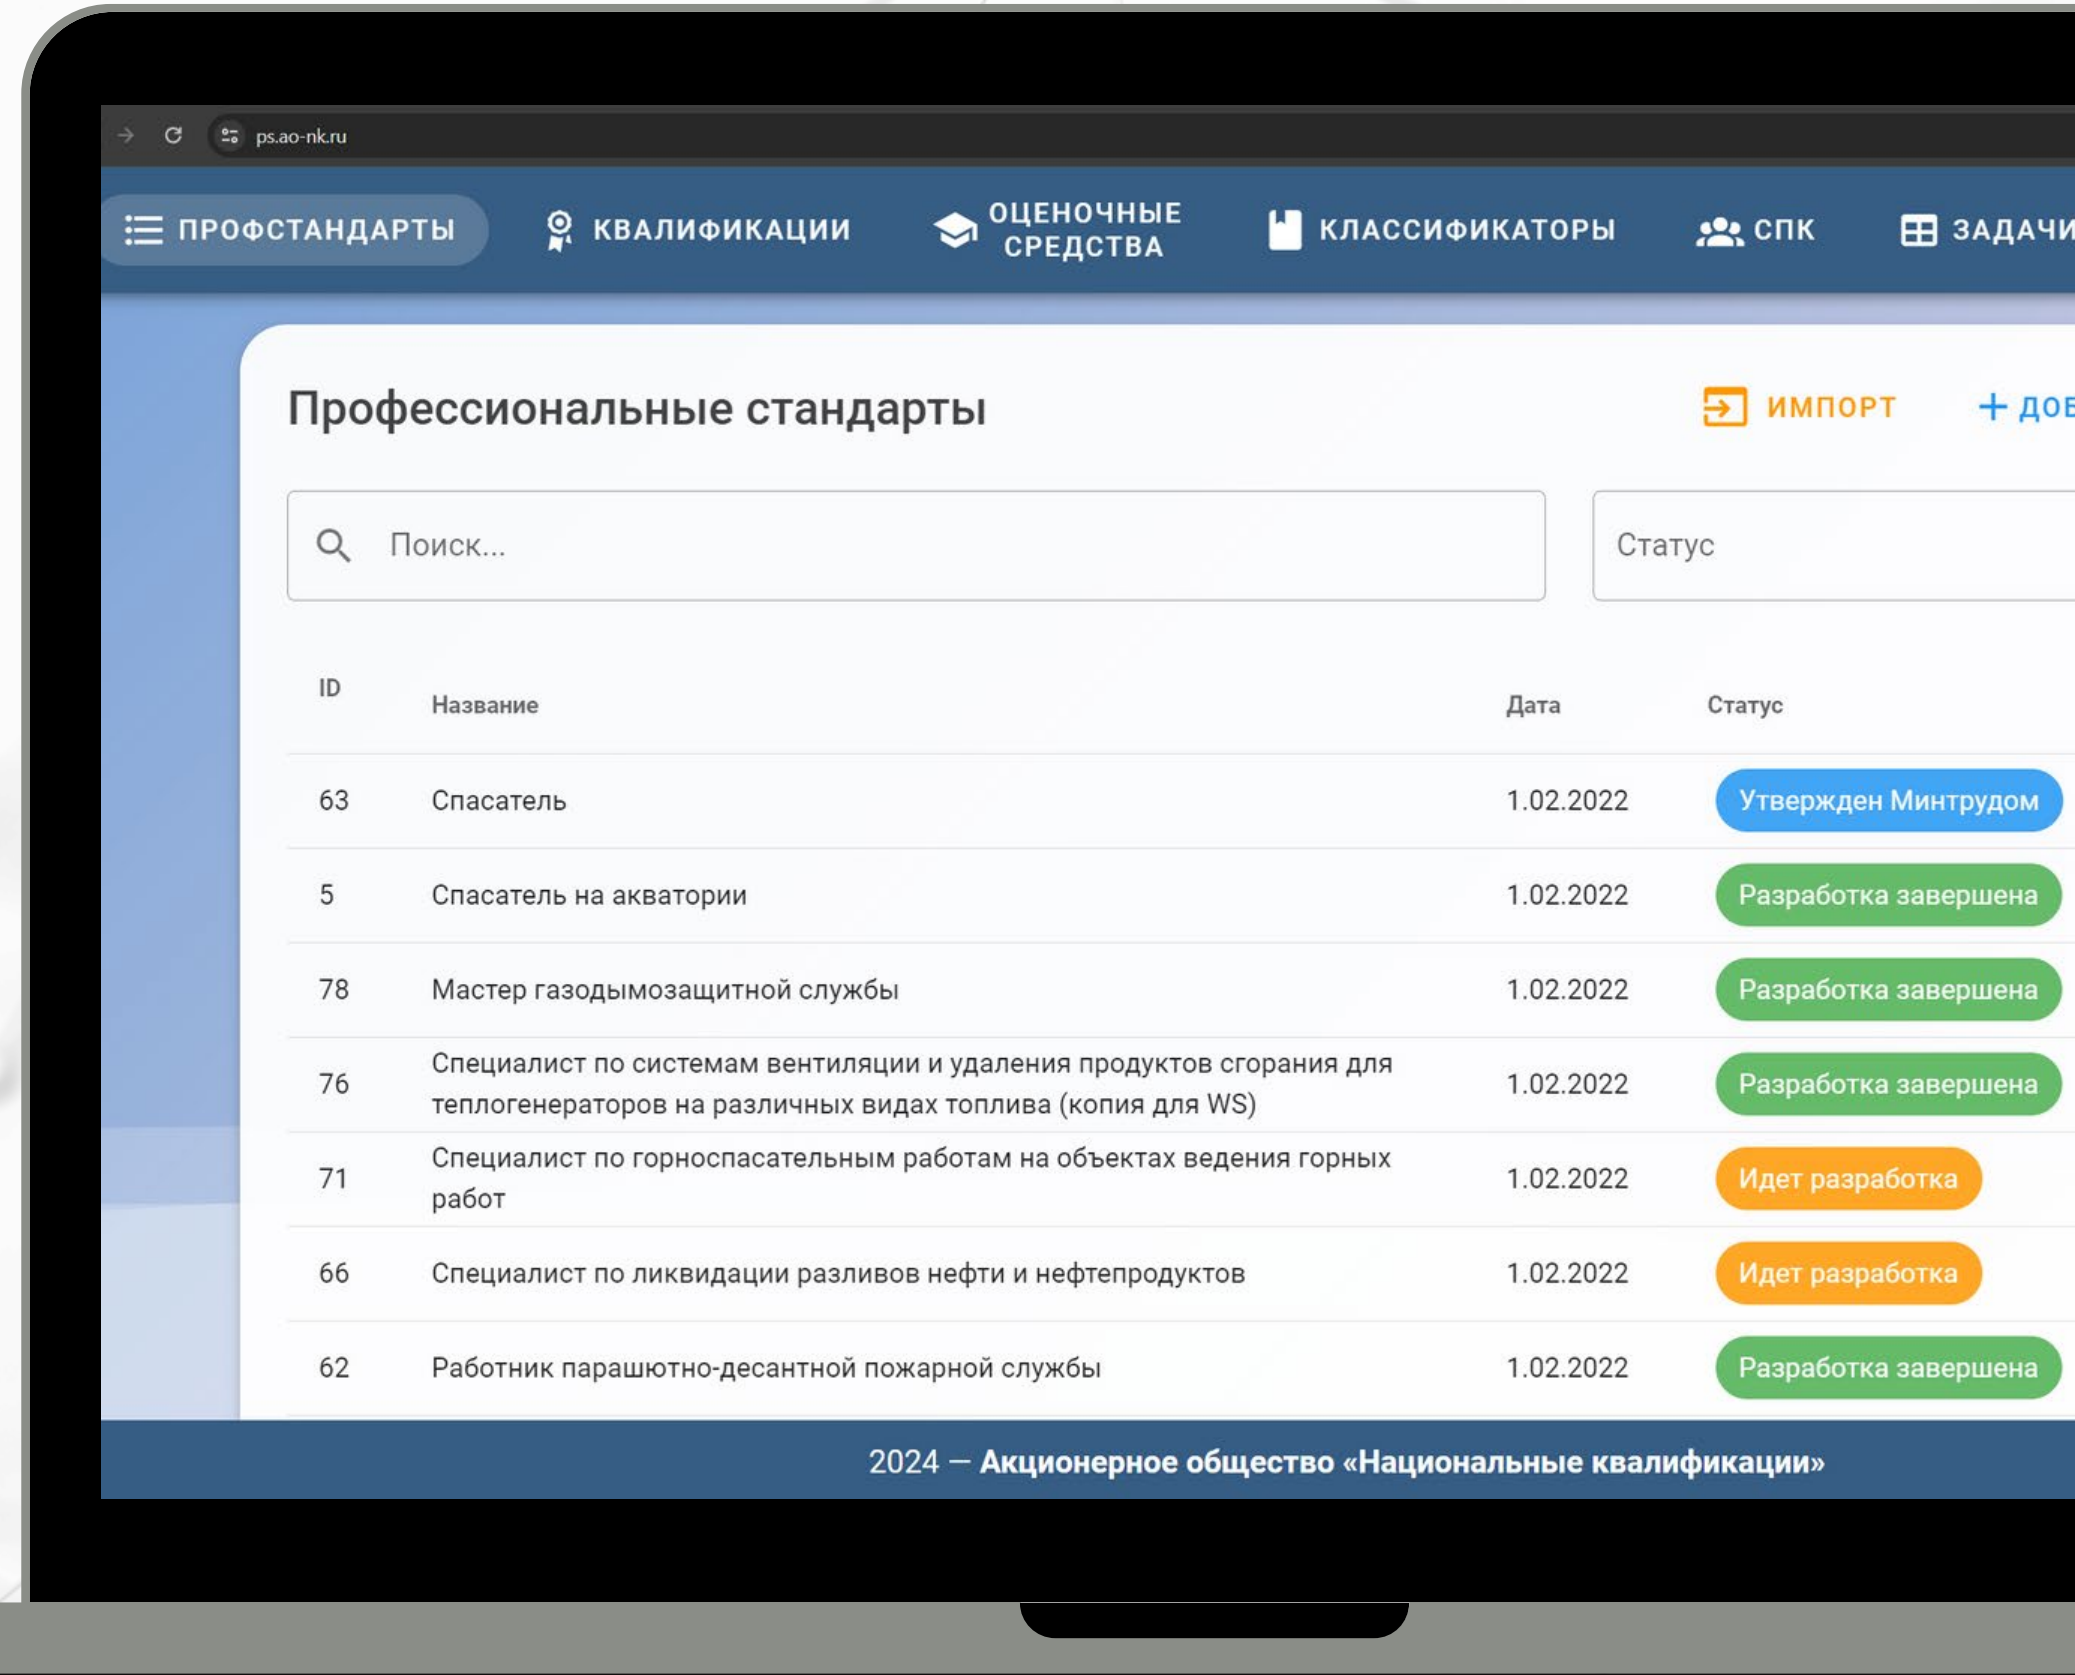 ps.ao-nk.ru
ПРОФСТАНДАРТЫ
КВАЛИФИКАЦИИ
ОЦЕНОЧНЫЕ
СРЕДСТВА
КЛАССИФИКАТОРЫ
СПК
ЗАДАЧИ
Профессиональные стандарты
ИМПОРТ
Поиск...
Статус
ID Название Дата Статус
63 Спасатель 1.02.2022 Утвержден Минтрудом
5 Спасатель на акватории 1.02.2022 Разработка завершена
78 Мастер газодымозащитной службы 1.02.2022 Разработка завершена
76 Специалист по системам вентиляции и удаления продуктов сгорания для
теплогенераторов на различных видах топлива (копия для WS) 1.02.2022 Разработка завершена
71 Специалист по горноспасательным работам на объектах ведения горных
работ 1.02.2022 Идет разработка
66 Специалист по ликвидации разливов нефти и нефтепродуктов 1.02.2022 Идет разработка
62 Работник парашютно-десантной пожарной службы 1.02.2022 Разработка завершена
2024 — Акционерное общество «Национальные квалификации»